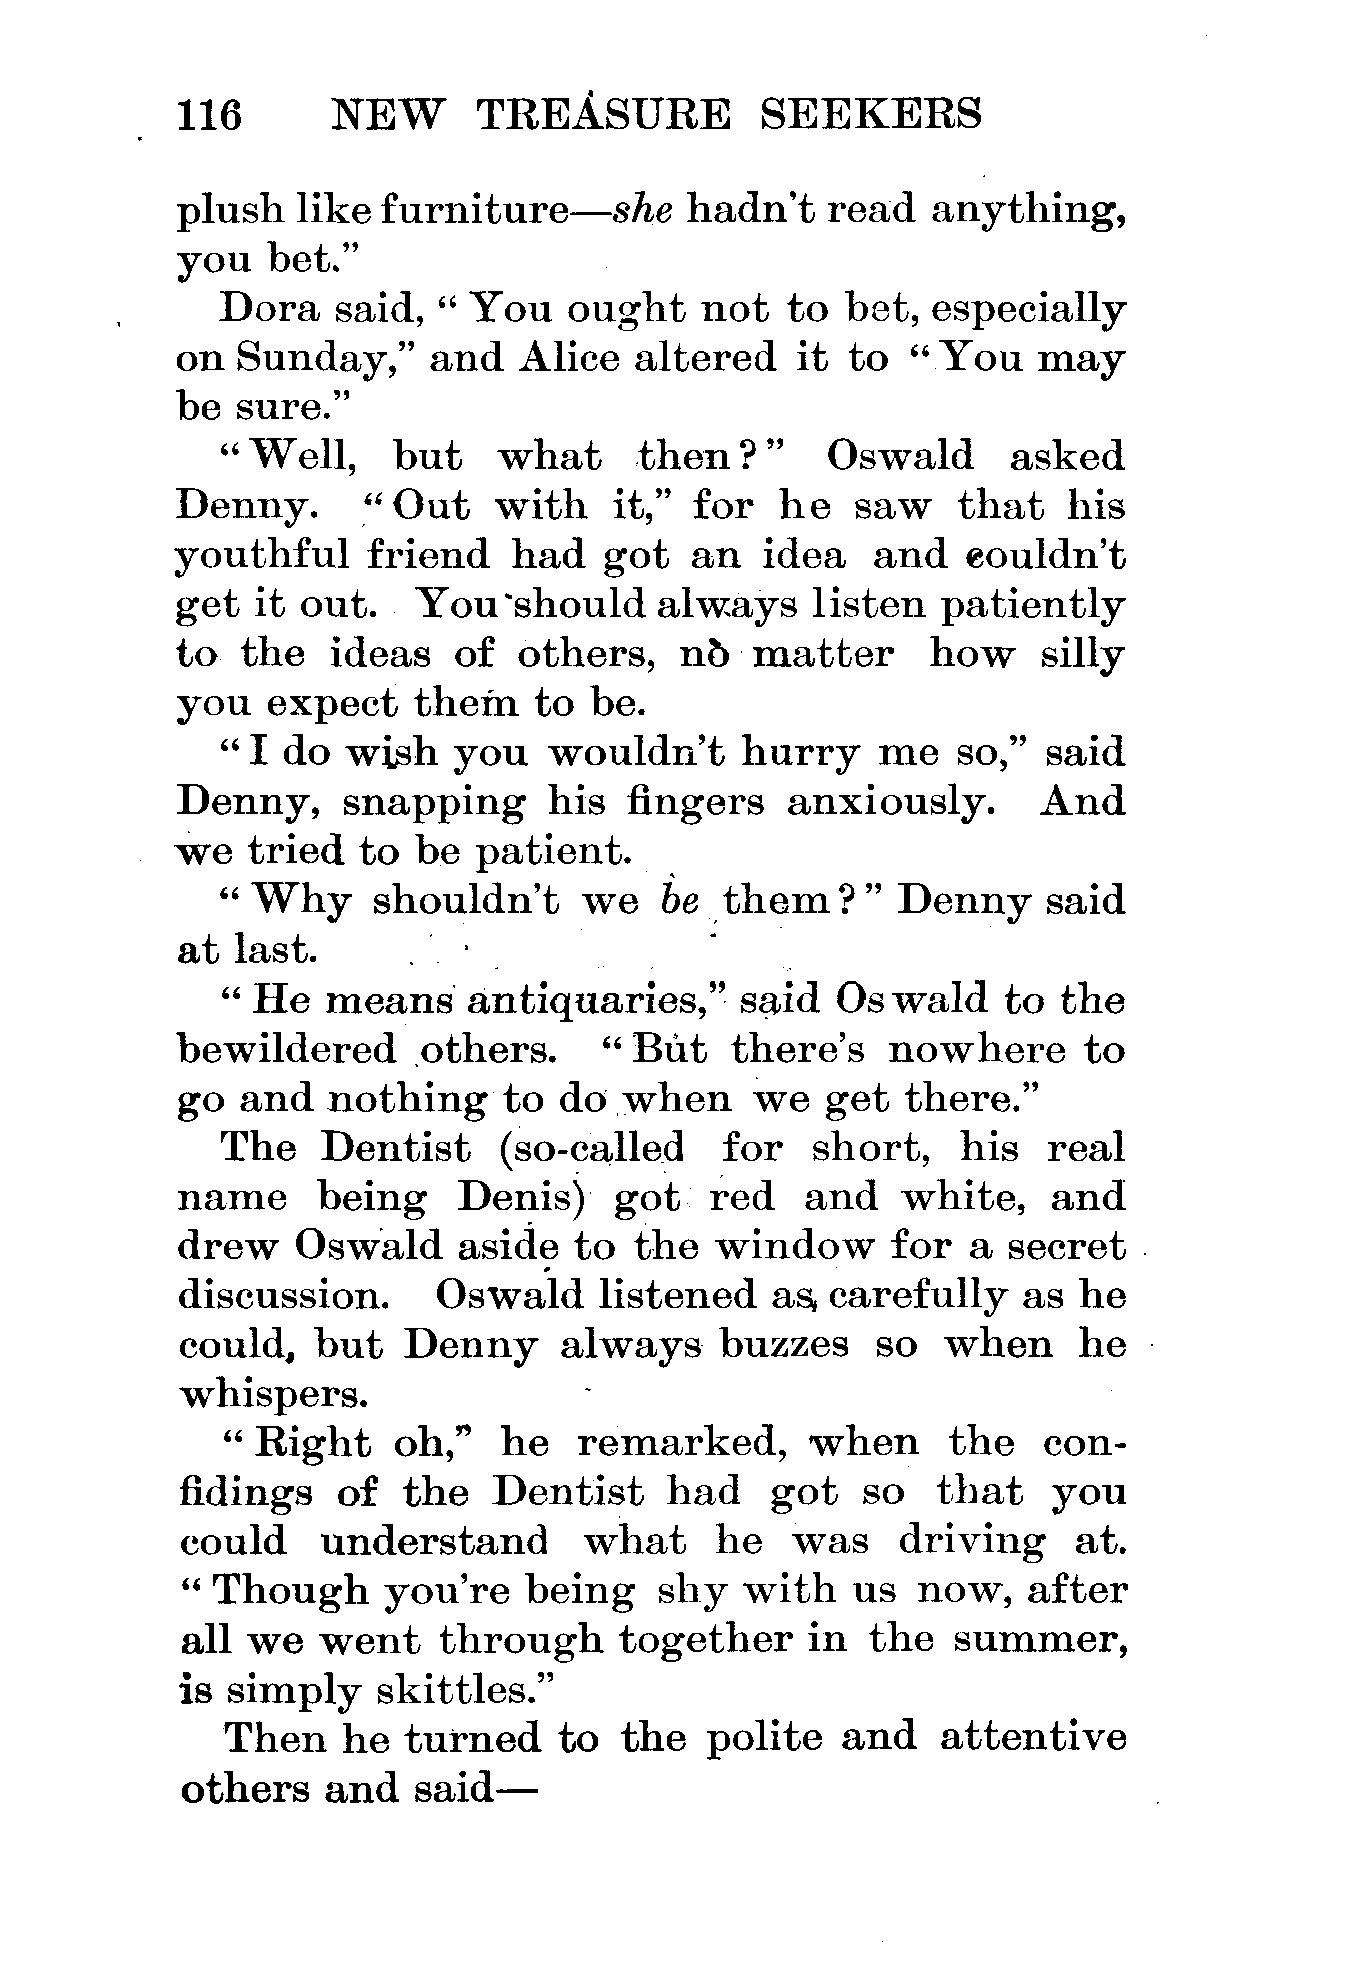 116 NEW TREASURE SEEKERS
plush like furniture—she hadn't read anything,
you bet."
Dora said, "You ought not to bet, especially
on Sunday," and Alice altered it to "You may
be sure."
"Well, but what then?" Oswald asked
Denny. "Out with it," for he saw that his
youthful friend had got an idea and couldn't
get it out. You should always listen patiently
to the ideas of others, no matter how silly
you expect them to be.
"I do wish you wouldn't hurry me so," said
Denny, snapping his fingers anxiously. And
we tried to be patient.
"Why shouldn't we be them?" Denny said
at last.
"He means antiquaries," said Oswald to the
bewildered others. "But there's nowhere to
go and nothing to do when we get there."
The Dentist (so-called for short, his real
name being Denis) got red and white, and
drew Oswald aside to the window for a secret
discussion. Oswald listened as carefully as he
could, but Denny always buzzes so when he
whispers.
"Right oh," he remarked, when the con-
fidings of the Dentist had got so that you
could understand what he was driving at.
"Though you're being shy with us now, after
all we went through together in the summer,
is simply skittles."
Then he turned to the polite and attentive
others and said—